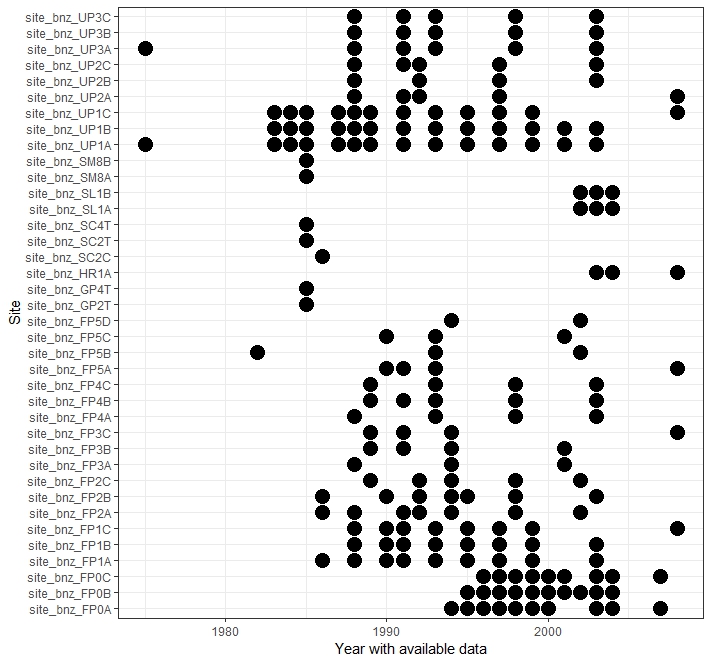 site_bnz_UP3C
site_bnz_UP3B
site_bnz_UP3A
site_bnz_UP2C
site_bnz_UP2B
site_bnz_UP2A
site_bnz_UP1C
site_bnz_UP1B
site_bnz_UP1A
site_bnz_SM8B
site_bnz_SM8A
site_bnz_SL1B
site_bnz_SL1A
site_bnz_SC4T
site_bnz_SC2T
site_bnz_SC2C
site_bnz_HR1A
site_bnz_GP4T
site_bnz_GP2T
site_bnz_FP5D
site_bnz_FP5C
site_bnz_FP5B
site_bnz_FP5A
site_bnz_FP4C
site_bnz_FP4B
site_bnz_FP4A
site_bnz_FP3C
site_bnz_FP3B
site_bnz_FP3A
site_bnz_FP2C
site_bnz_FP2B
site_bnz_FP2A
site_bnz_FP1C
site_bnz_FP1B
site_bnz_FP1A
site_bnz_FP0C
site_bnz_FP0B
site_bnz_FP0A
Site
1980 1990 2000
Year with available data